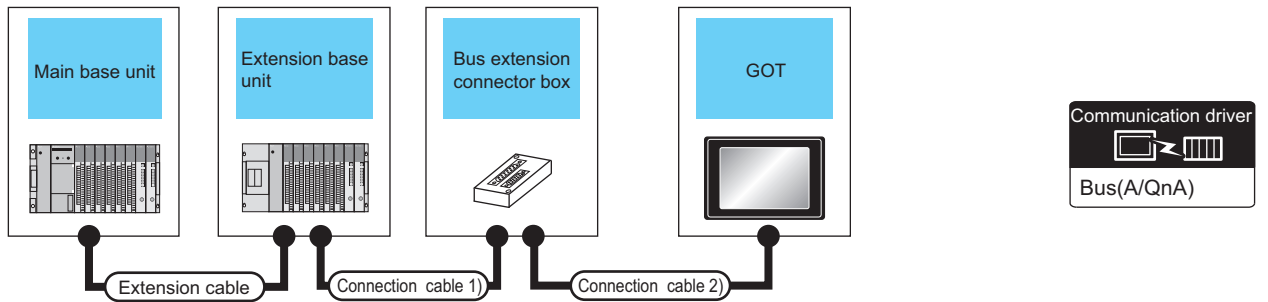 Main base unit
Extension base
unit
Bus extension
connector box
GOT
Communication driver
Bus(A/QnA)
Extension cable
Connection cable 1)
Connection cable 2)